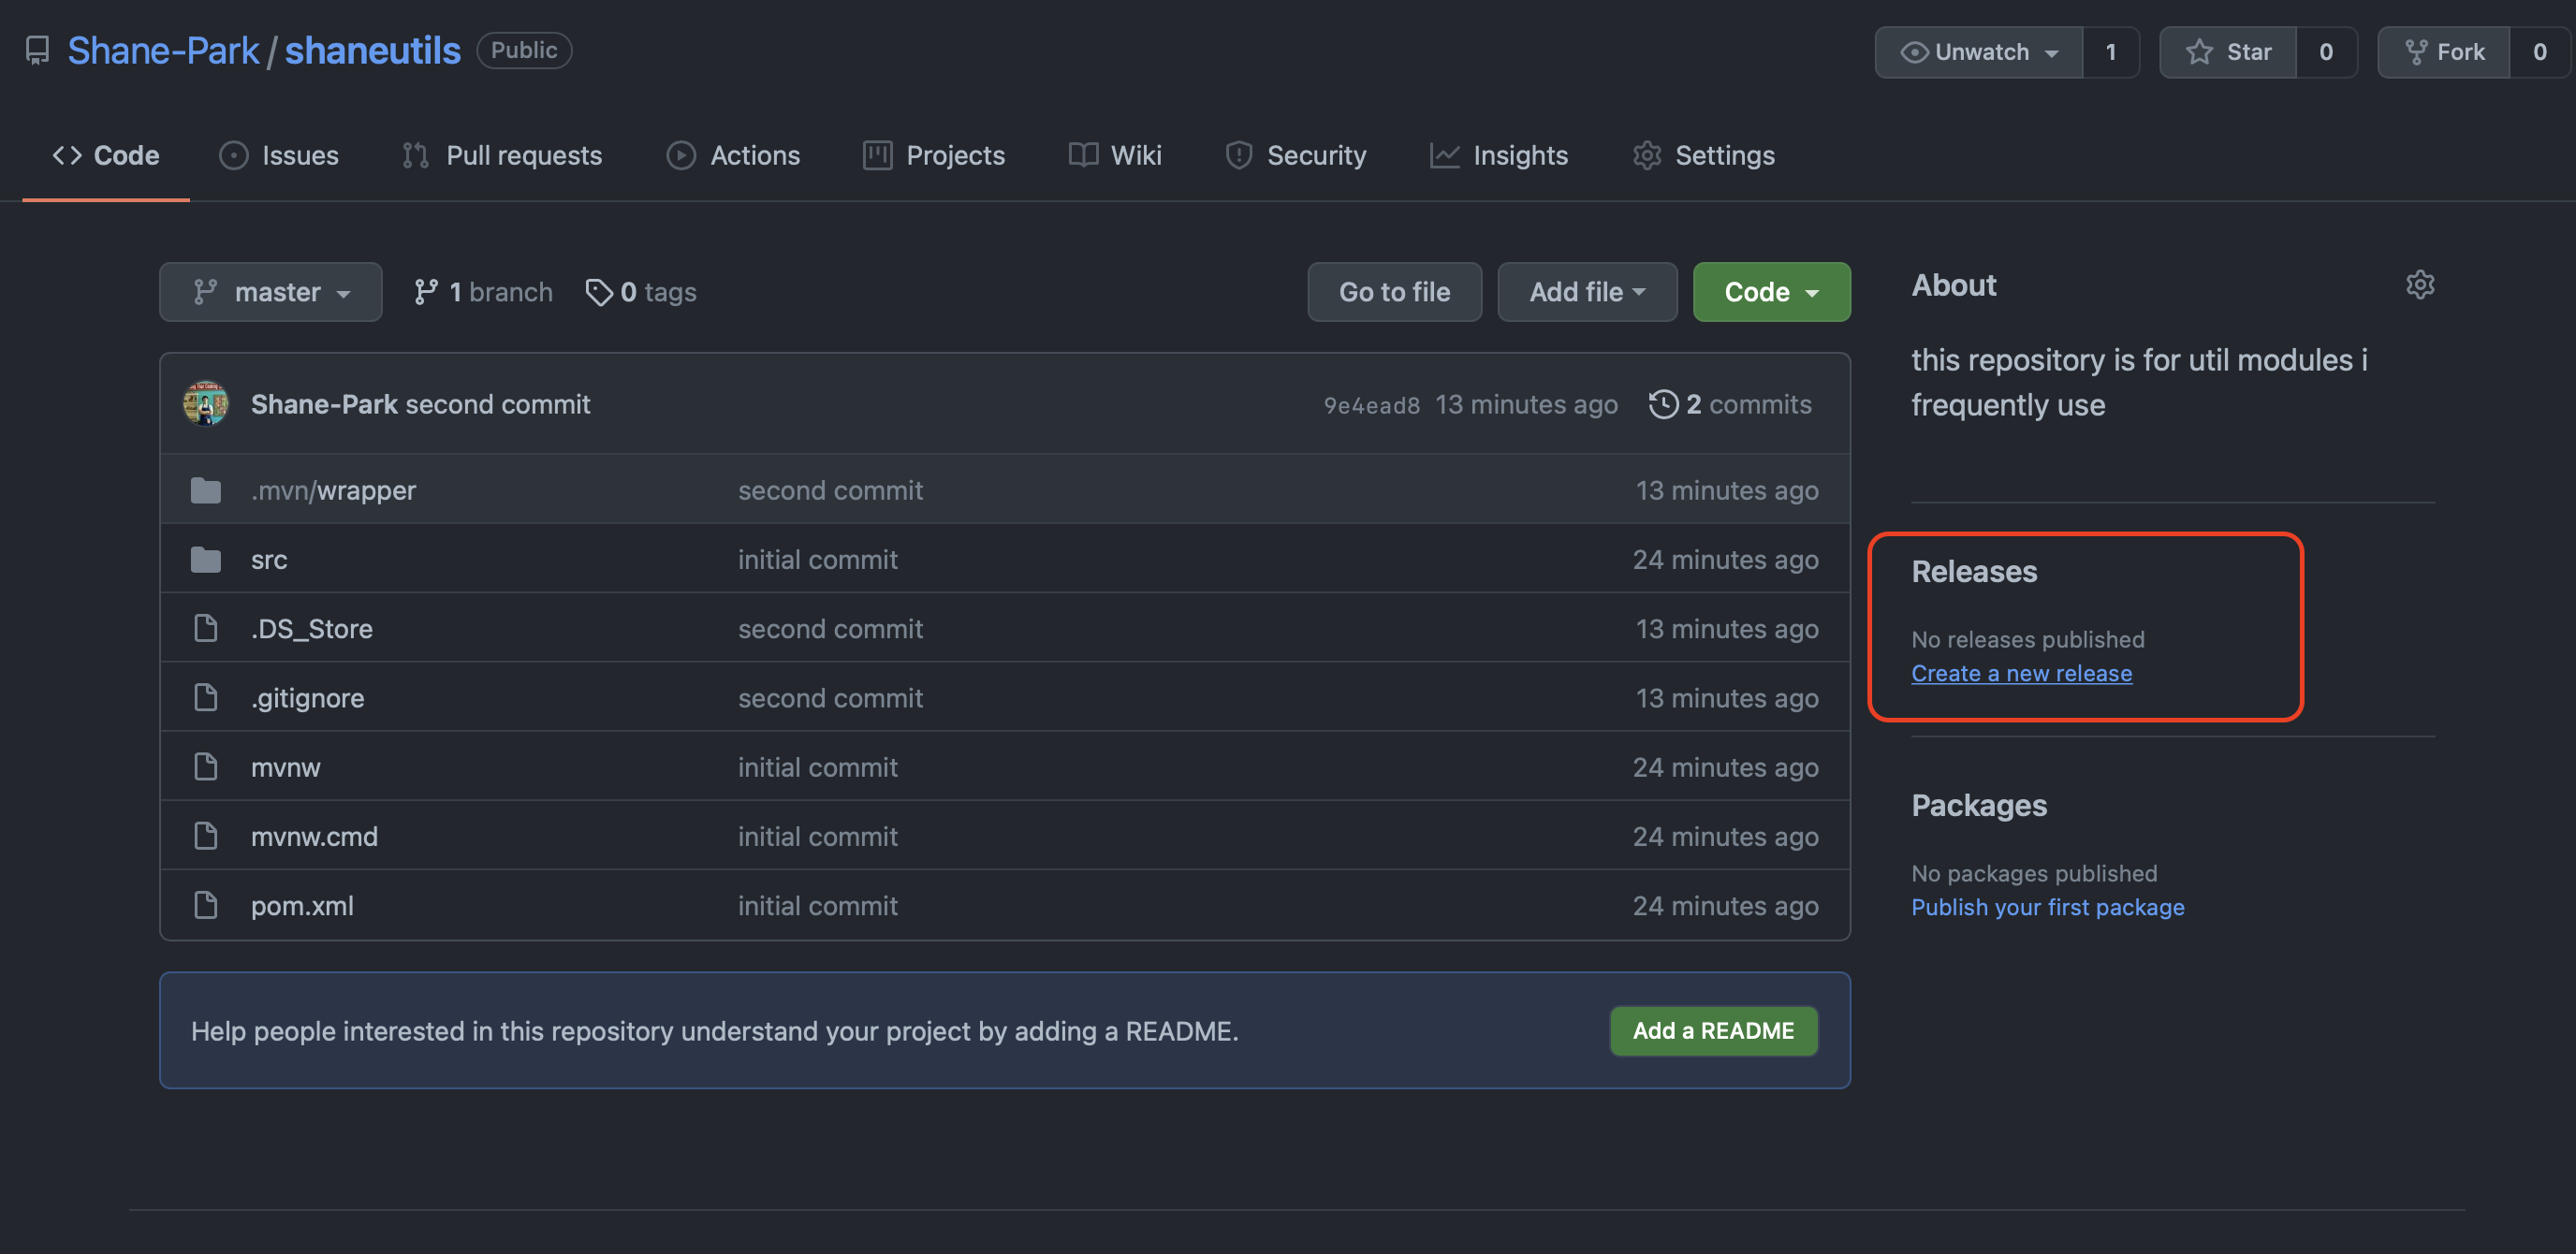 Shane-Park / shaneutils Public
Unwatch 1 Star 0 Fork 0
Code Issues Pull requests Actions Projects Wiki Security Insights Settings
master 1 branch 0 tags Go to file Add file Code
Shane-Park second commit 9e4ead8 13 minutes ago 2 commits
.mvn/wrapper second commit 13 minutes ago
src initial commit 24 minutes ago
.DS_Store second commit 13 minutes ago
.gitignore second commit 13 minutes ago
mvnw initial commit 24 minutes ago
mvnw.cmd initial commit 24 minutes ago
pom.xml initial commit 24 minutes ago
Help people interested in this repository understand your project by adding a README. Add a README
About
this repository is for util modules i
frequently use
Releases
No releases published
Create a new release
Packages
No packages published
Publish your first package